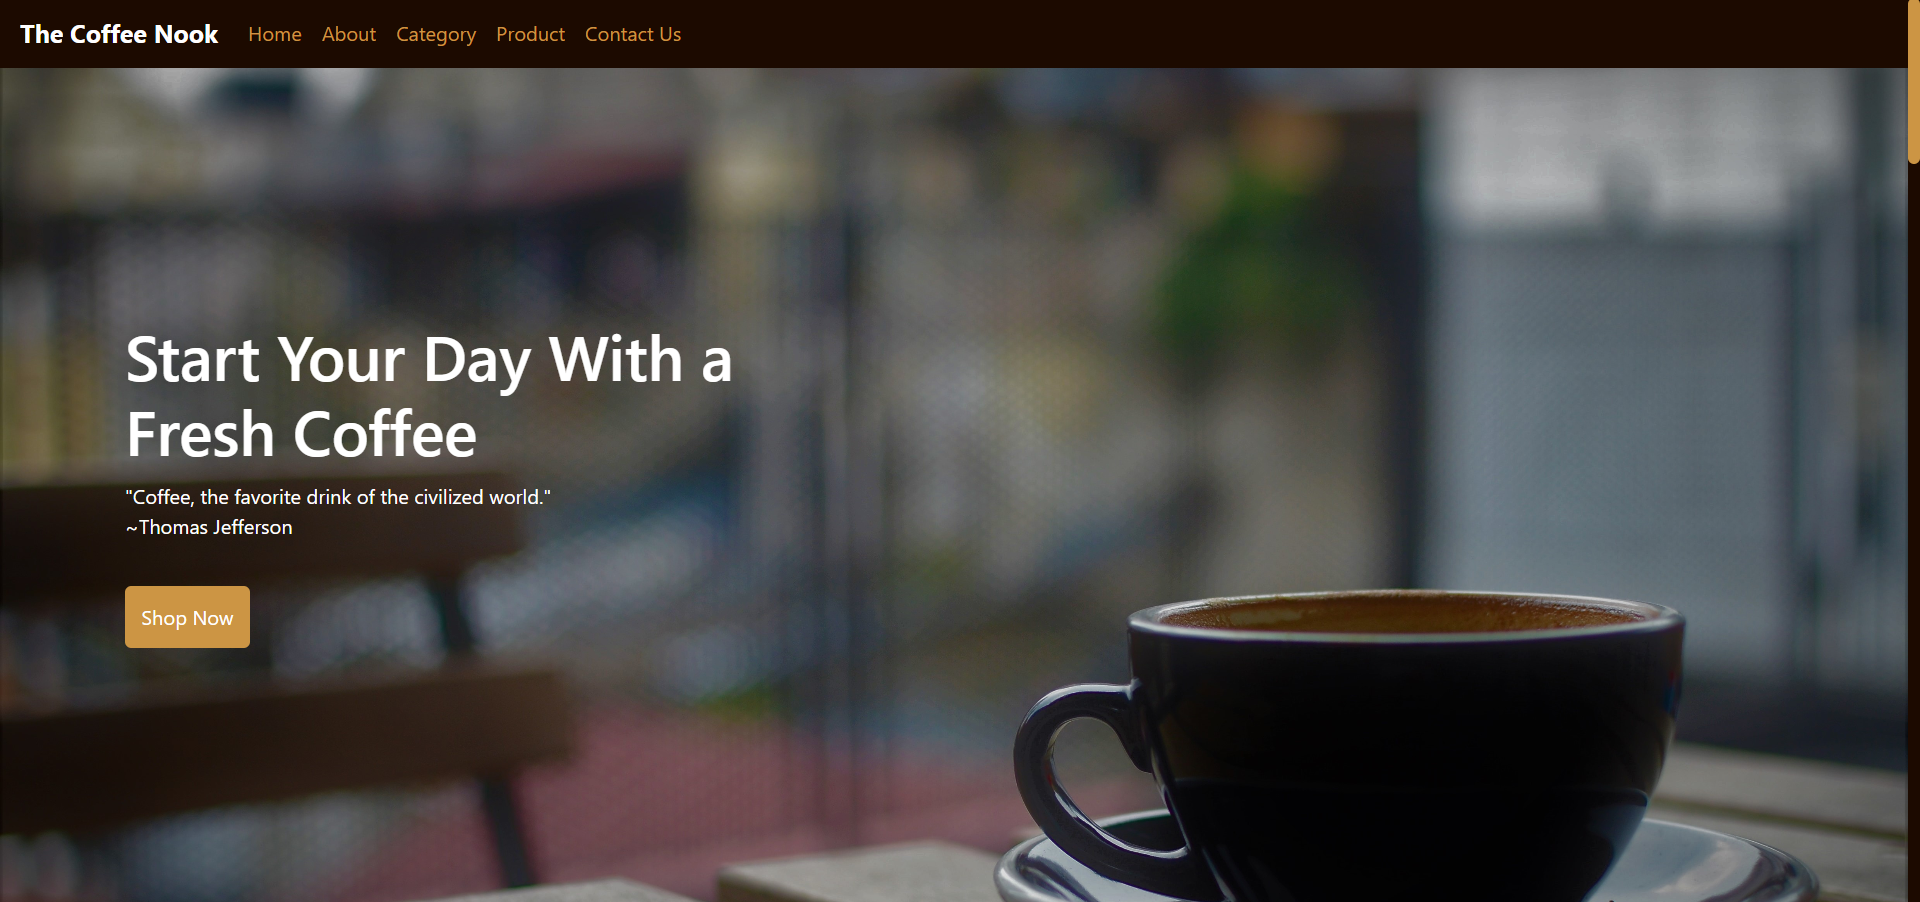 The Coffee Nook Home About Category Product Contact Us
Start Your Day With a
Fresh Coffee
"Coffee, the favorite drink of the civilized world."
~Thomas Jefferson
Shop Now